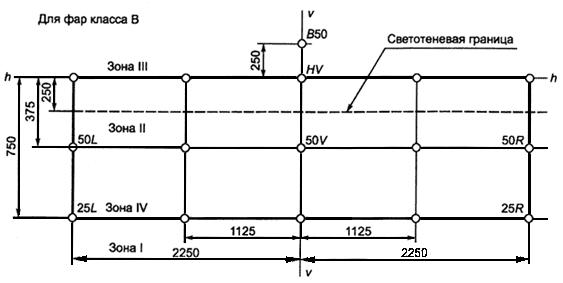 Для фар класса В
v
B50
Светотеневая граница
250
h
Зона III
HV
h
250
375
750
Зона II
50L
50V
50R
25L
Зона IV
25R
1125
1125
Зона I
2250
2250
v